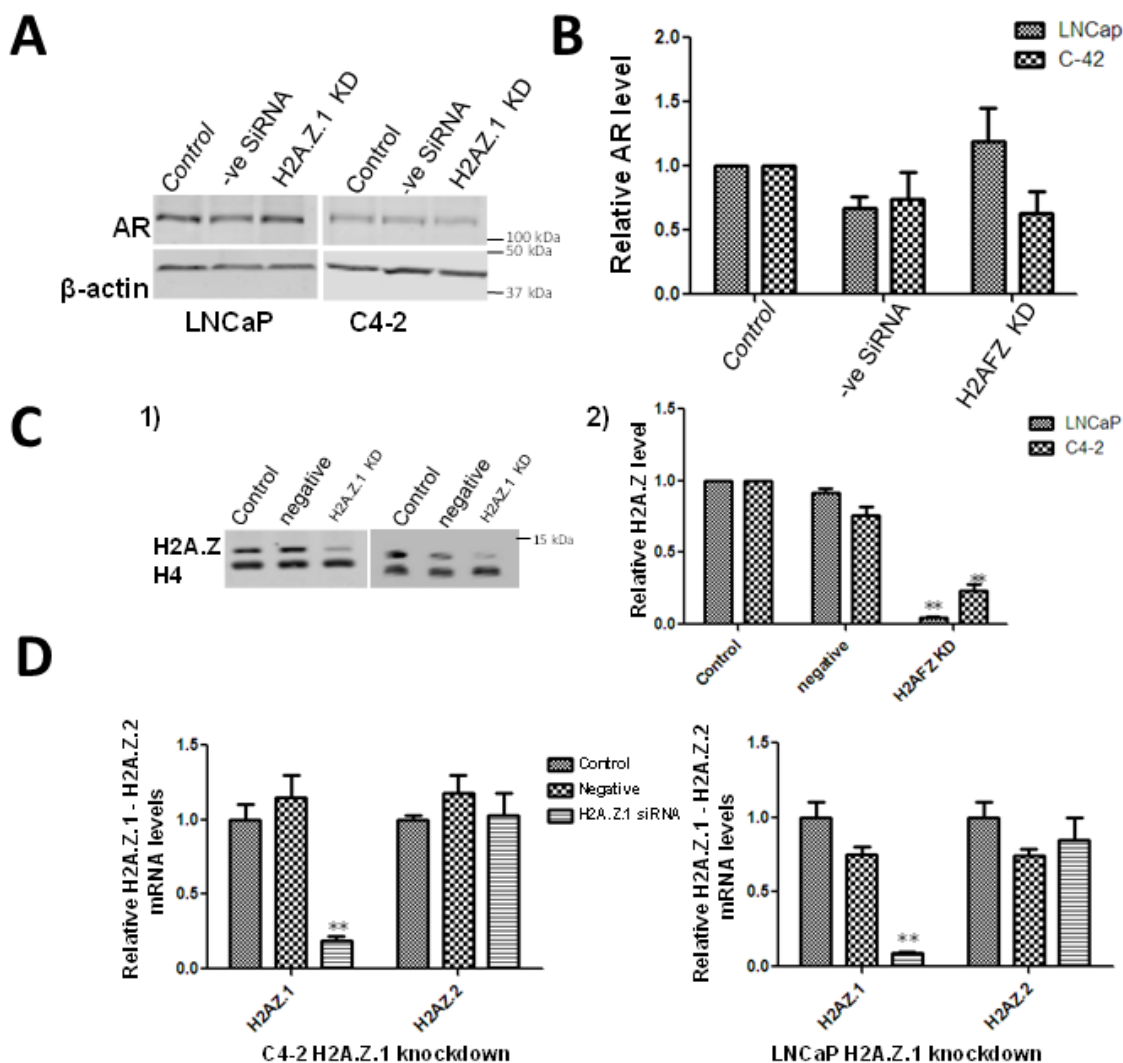 A
Control
-ve SiRNA
H2A.Z.1 KD
Control
-ve SiRNA
H2AZ.1 KD
AR
100 kDa
50 kDa
β-actin
37 kDa
LNCaP
C4-2
B
LNCap
C-42
Relative AR level
2.0
1.5
1.0
0.5
0.0
Control
-ve SiRNA
H2AFZ KD
C
1)
Control
negative
H2A.Z.1 KD
Control
negative
H2A.Z.1 KD
15 kDa
H2A.Z
H4
2)
LNCaP
C4-2
Relative H2A.Z level
1.5
1.0
0.5
0.0
**
**
Control
negative
H2AFZ KD
D
Relative H2A.Z.1 - H2A.Z.2
mRNA levels
1.5
1.0
0.5
0.0
**
H2AZ.1
H2AZ.2
C4-2 H2A.Z.1 knockdown
Control
Negative
H2A.Z.1 siRNA
Relative H2A.Z.1 - H2A.Z.2
mRNA levels
1.5
1.0
0.5
0.0
**
H2AZ.1
H2AZ.2
LNCaP H2A.Z.1 knockdown